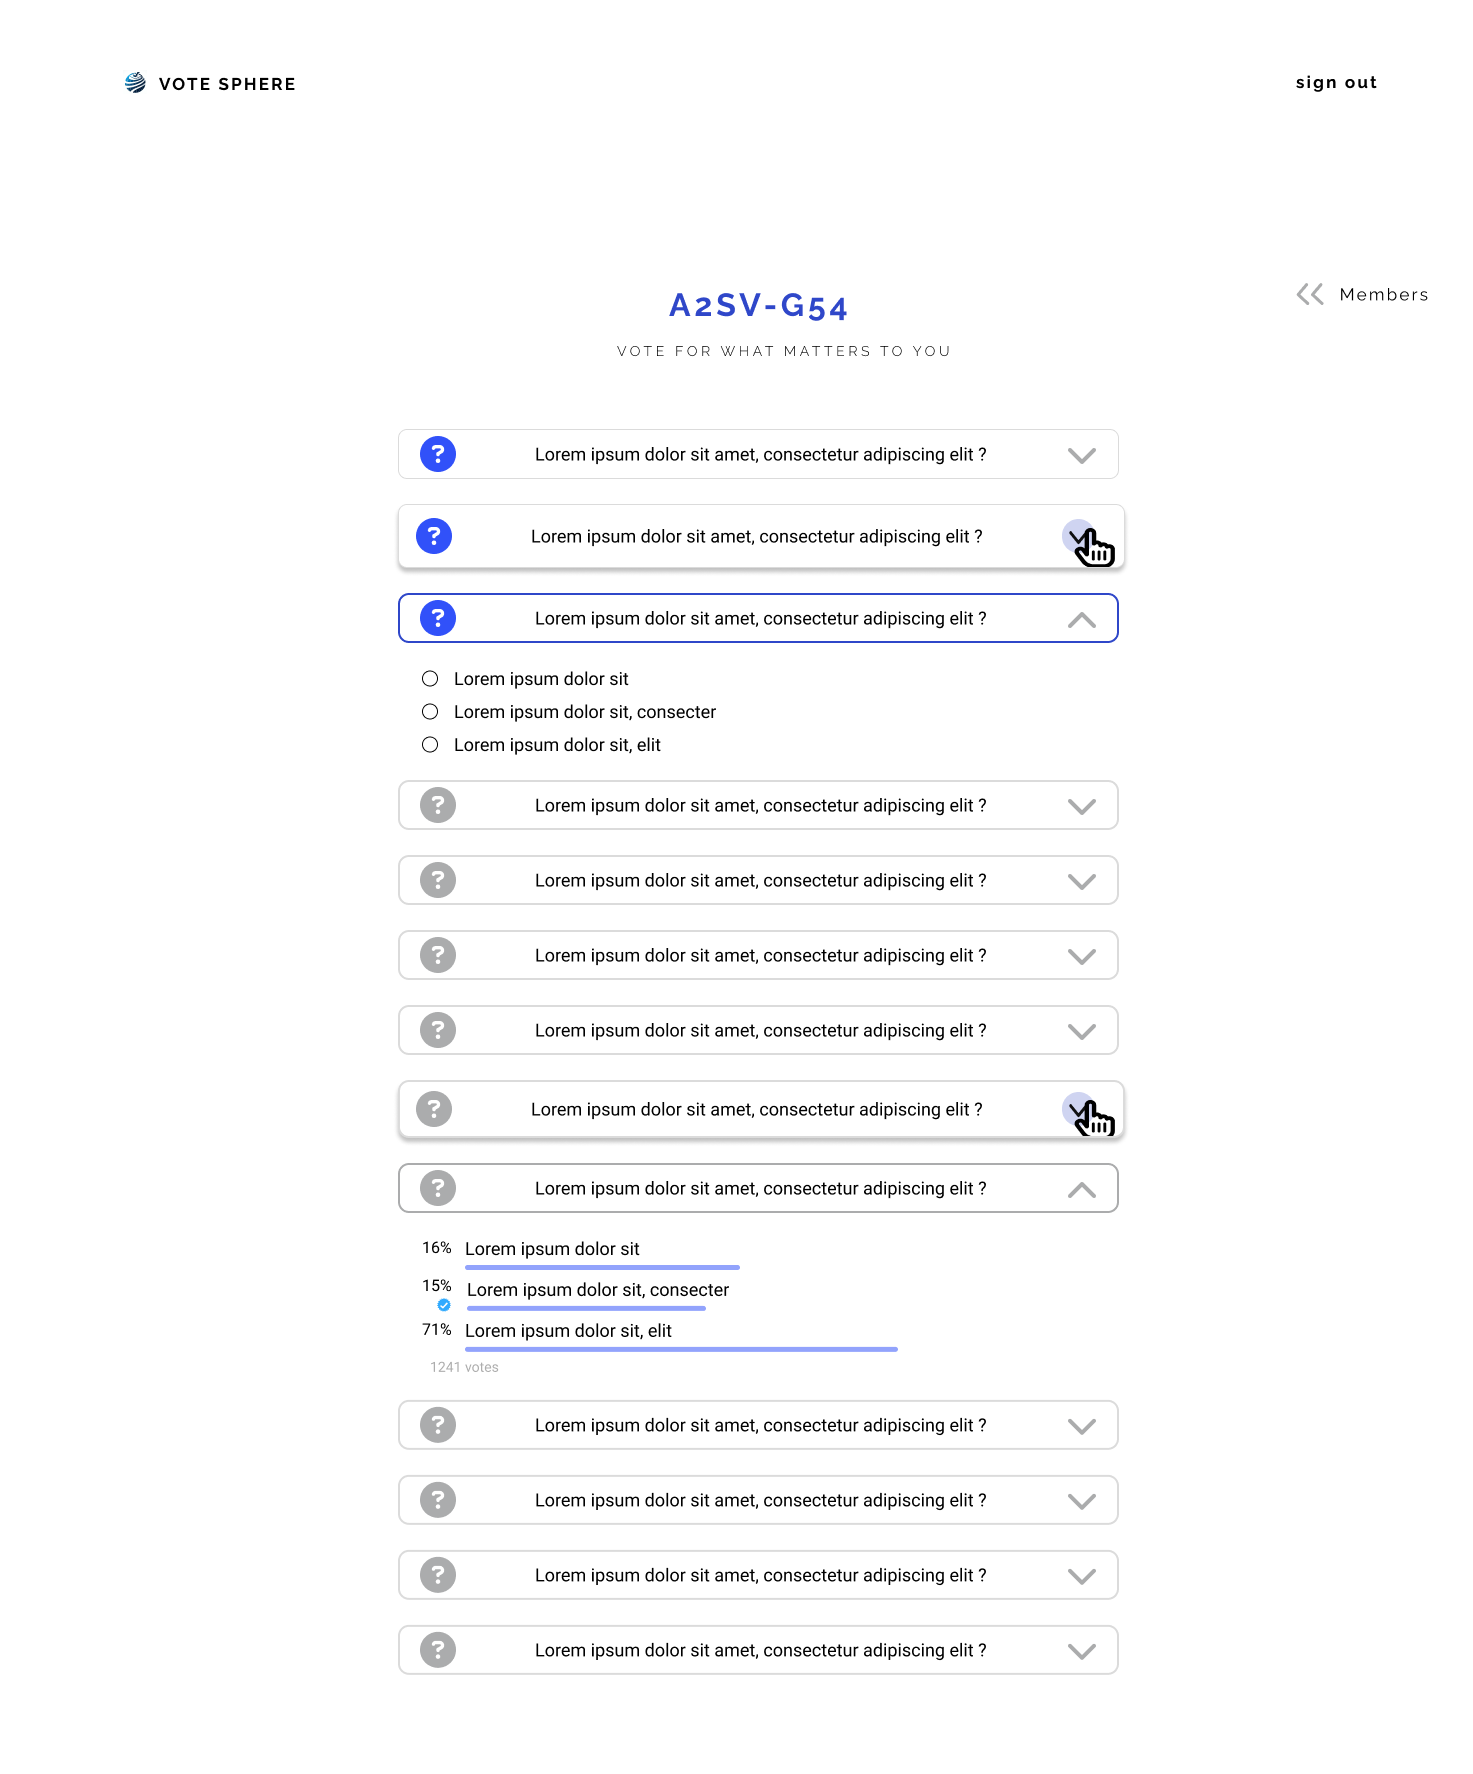 VOTE SPHERE
sign out
A2SV-G54
Members
VOTE FOR WHAT MATTERS TO YOU
? Lorem ipsum dolor sit amet, consectetur adipiscing elit ?
? Lorem ipsum dolor sit amet, consectetur adipiscing elit ?
? Lorem ipsum dolor sit amet, consectetur adipiscing elit ?
Lorem ipsum dolor sit
Lorem ipsum dolor sit, consecter
Lorem ipsum dolor sit, elit
? Lorem ipsum dolor sit amet, consectetur adipiscing elit ?
? Lorem ipsum dolor sit amet, consectetur adipiscing elit ?
? Lorem ipsum dolor sit amet, consectetur adipiscing elit ?
? Lorem ipsum dolor sit amet, consectetur adipiscing elit ?
? Lorem ipsum dolor sit amet, consectetur adipiscing elit ?
? Lorem ipsum dolor sit amet, consectetur adipiscing elit ?
16% Lorem ipsum dolor sit
15% Lorem ipsum dolor sit, consecter
71% Lorem ipsum dolor sit, elit
1241 votes
? Lorem ipsum dolor sit amet, consectetur adipiscing elit ?
? Lorem ipsum dolor sit amet, consectetur adipiscing elit ?
? Lorem ipsum dolor sit amet, consectetur adipiscing elit ?
? Lorem ipsum dolor sit amet, consectetur adipiscing elit ?